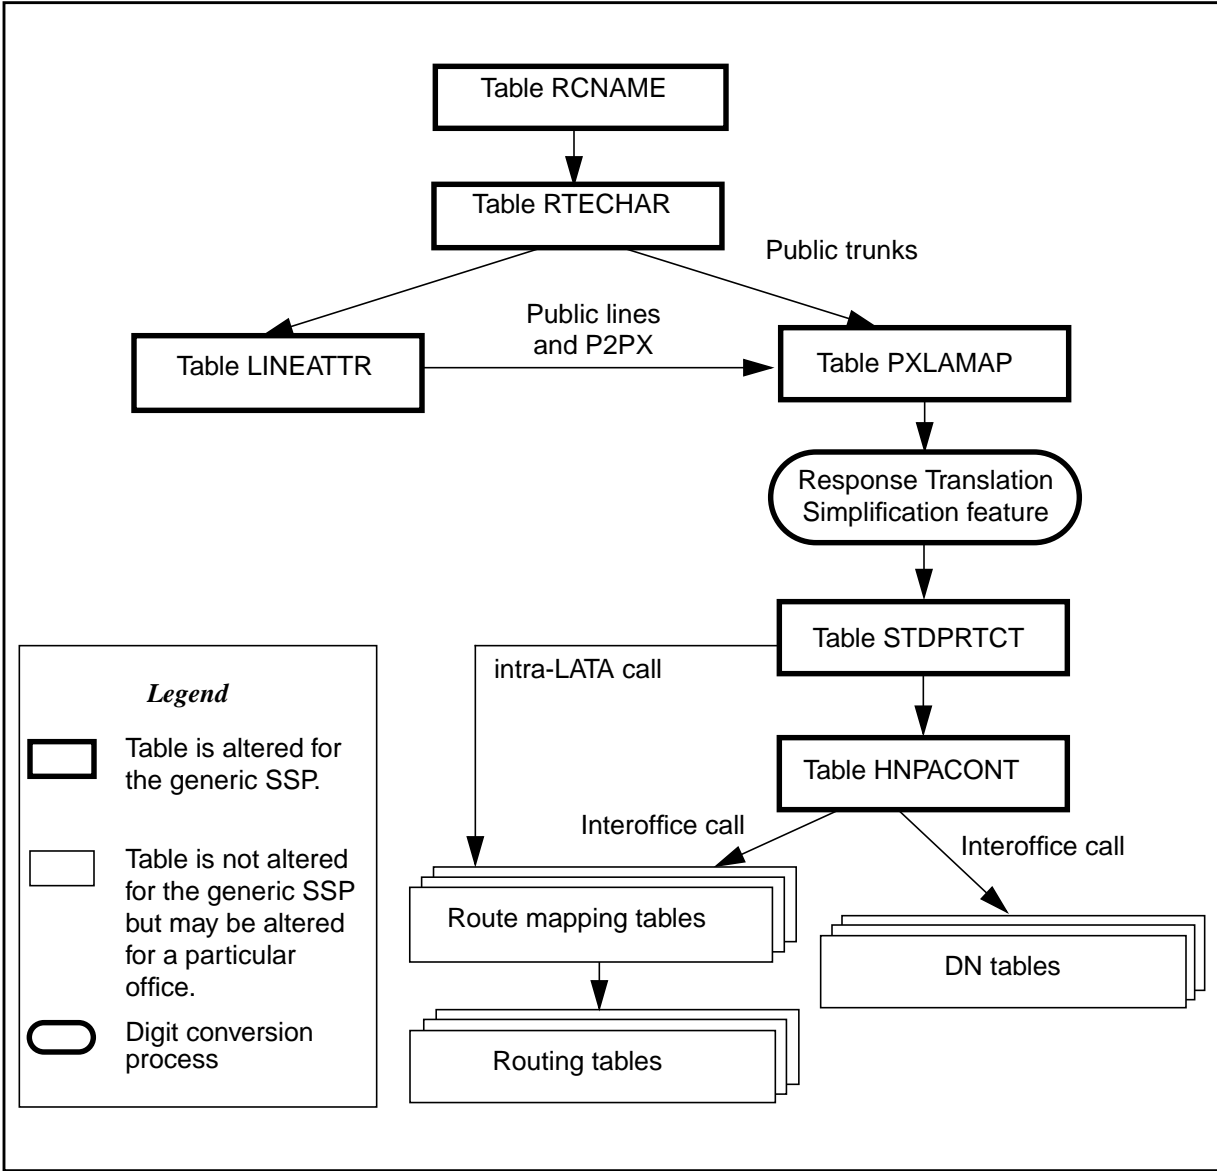 Table RCNAME
Table RTECHAR
Public trunks
Public lines
and P2PX
Table LINEATTR
Table PXLAMAP
Response Translation
Simplification feature
Table STDPRTCT
intra-LATA call
Table HNPACONT
Interoffice call
Interoffice call
Route mapping tables
DN tables
Routing tables
Legend
Table is altered for
the generic SSP.
Table is not altered
for the generic SSP
but may be altered
for a particular
office.
Digit conversion
process